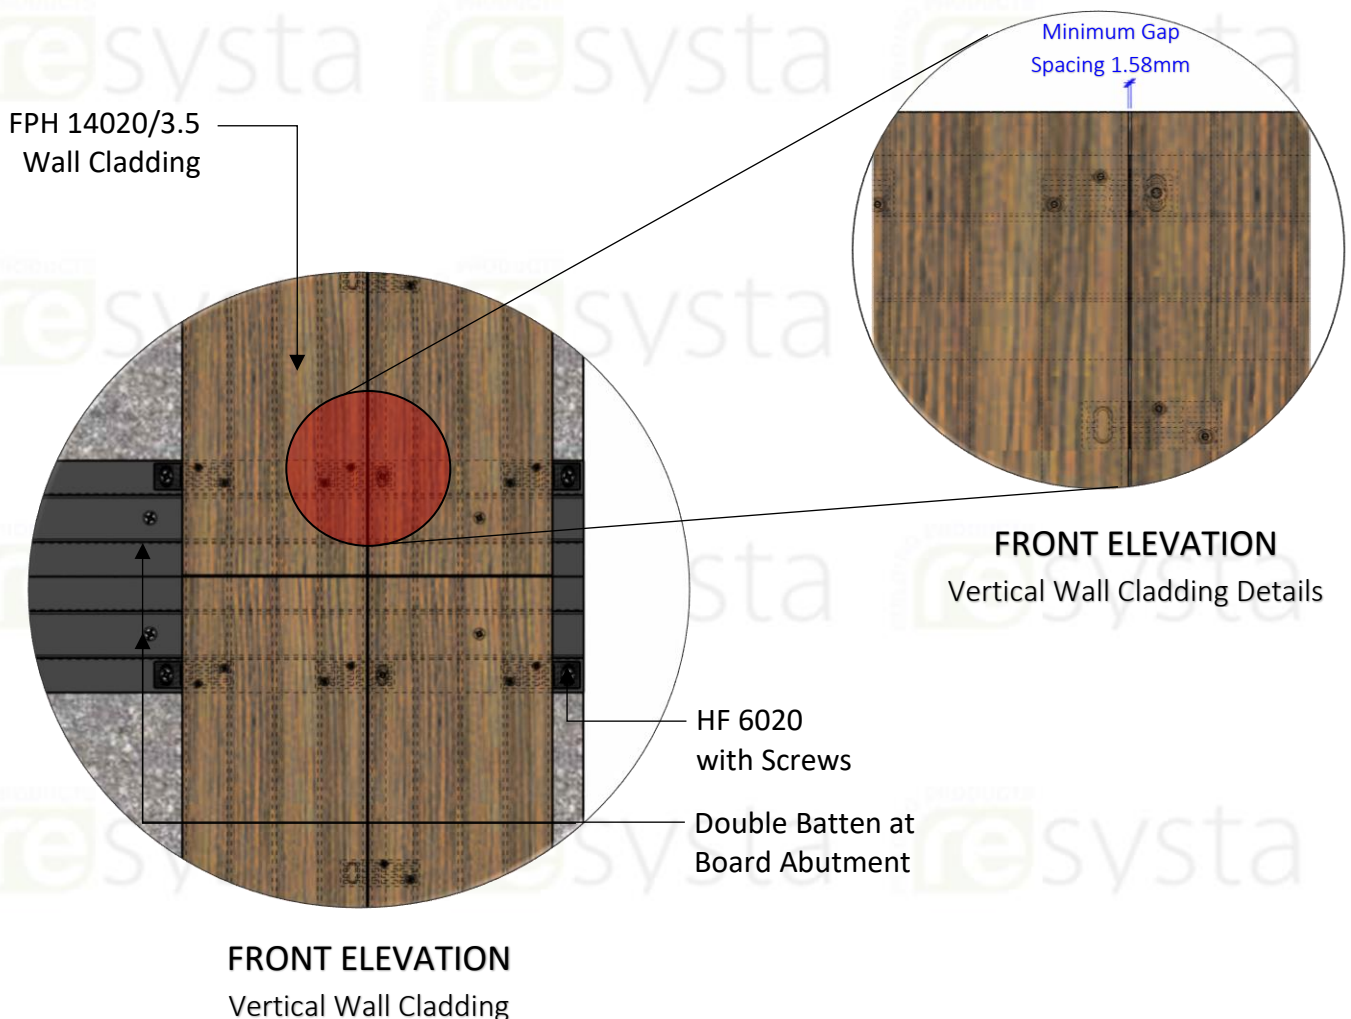 Minimum Gap
Spacing 1.58mm
FPH 14020/3.5
Wall Cladding
FRONT ELEVATION
Vertical Wall Cladding Details
HF 6020
with Screws
Double Batten at
Board Abutment
FRONT ELEVATION
Vertical Wall Cladding
resysta
resysta
resysta
resysta
resysta
resysta
PRODUCTS